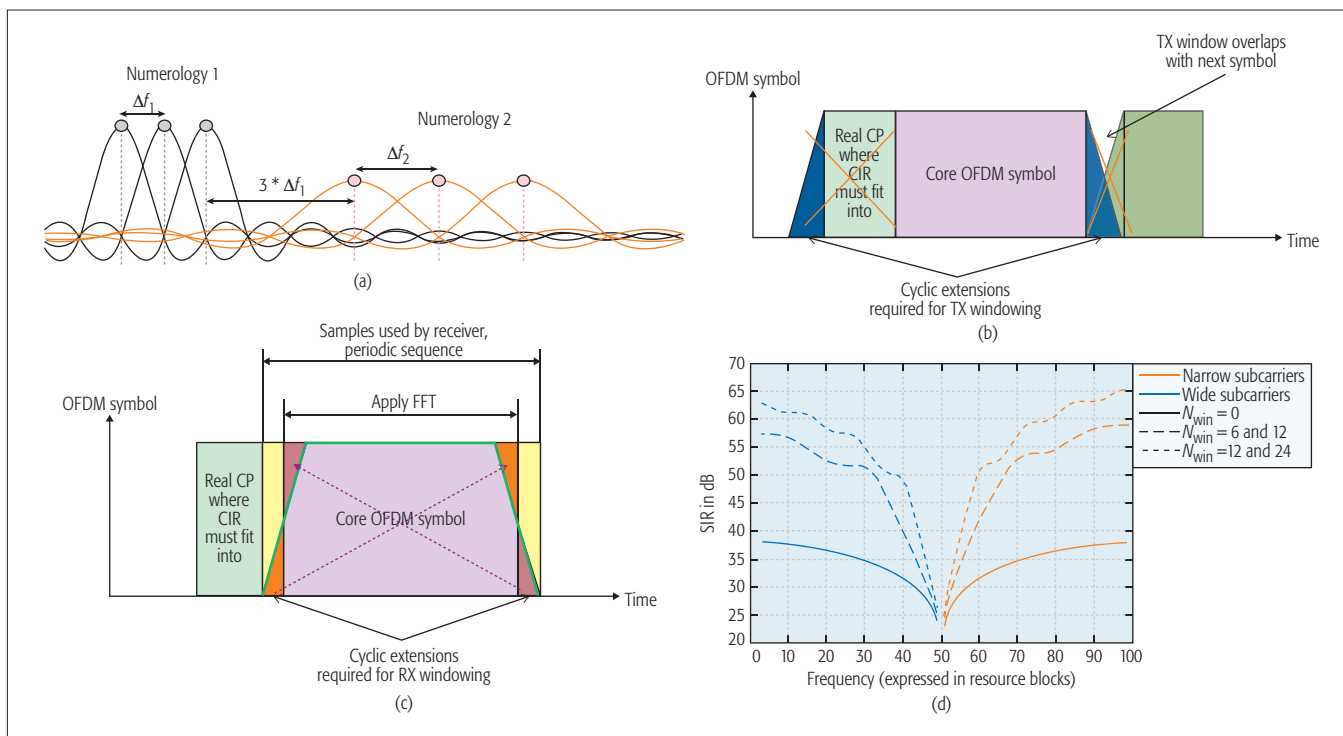 Numerology 1
Δf1
Numerology 2
Δf2
3 * Δf1
(a)
OFDM symbol
TX window overlaps
with next symbol
Real CP
where
CIR
must fit
into
Core OFDM symbol
Time
Cyclic extensions
required for TX windowing
(b)
Samples used by receiver,
periodic sequence
Apply FFT
OFDM symbol
Real CP
where
CIR
must fit
into
Core OFDM symbol
Time
Cyclic extensions
required for RX windowing
(c)
SIR in dB
70
65
60
55
50
45
40
35
30
25
20
0 10 20 30 40 50 60 70 80 90 100
Frequency (expressed in resource blocks)
Narrow subcarriers
Wide subcarriers
Nwin = 0
Nwin = 6 and 12
Nwin =12 and 24
(d)